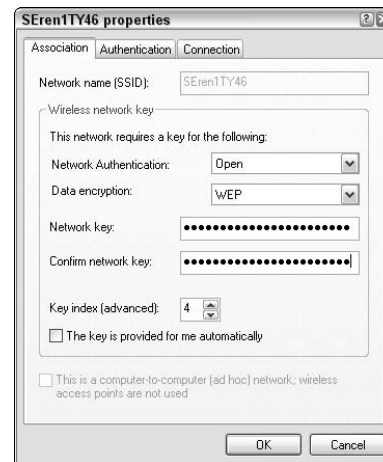 SEren1TY46 properties
Association Authentication Connection
Network name (SSID): SEren1TY46
Wireless network key
This network requires a key for the following:
Network Authentication: Open
Data encryption: WEP
Network key: ••••••••••••••••••••••••
Confirm network key: ••••••••••••••••••••••••
Key index (advanced): 4
The key is provided for me automatically
This is a computer-to-computer (ad hoc) network; wireless
access points are not used
OK Cancel